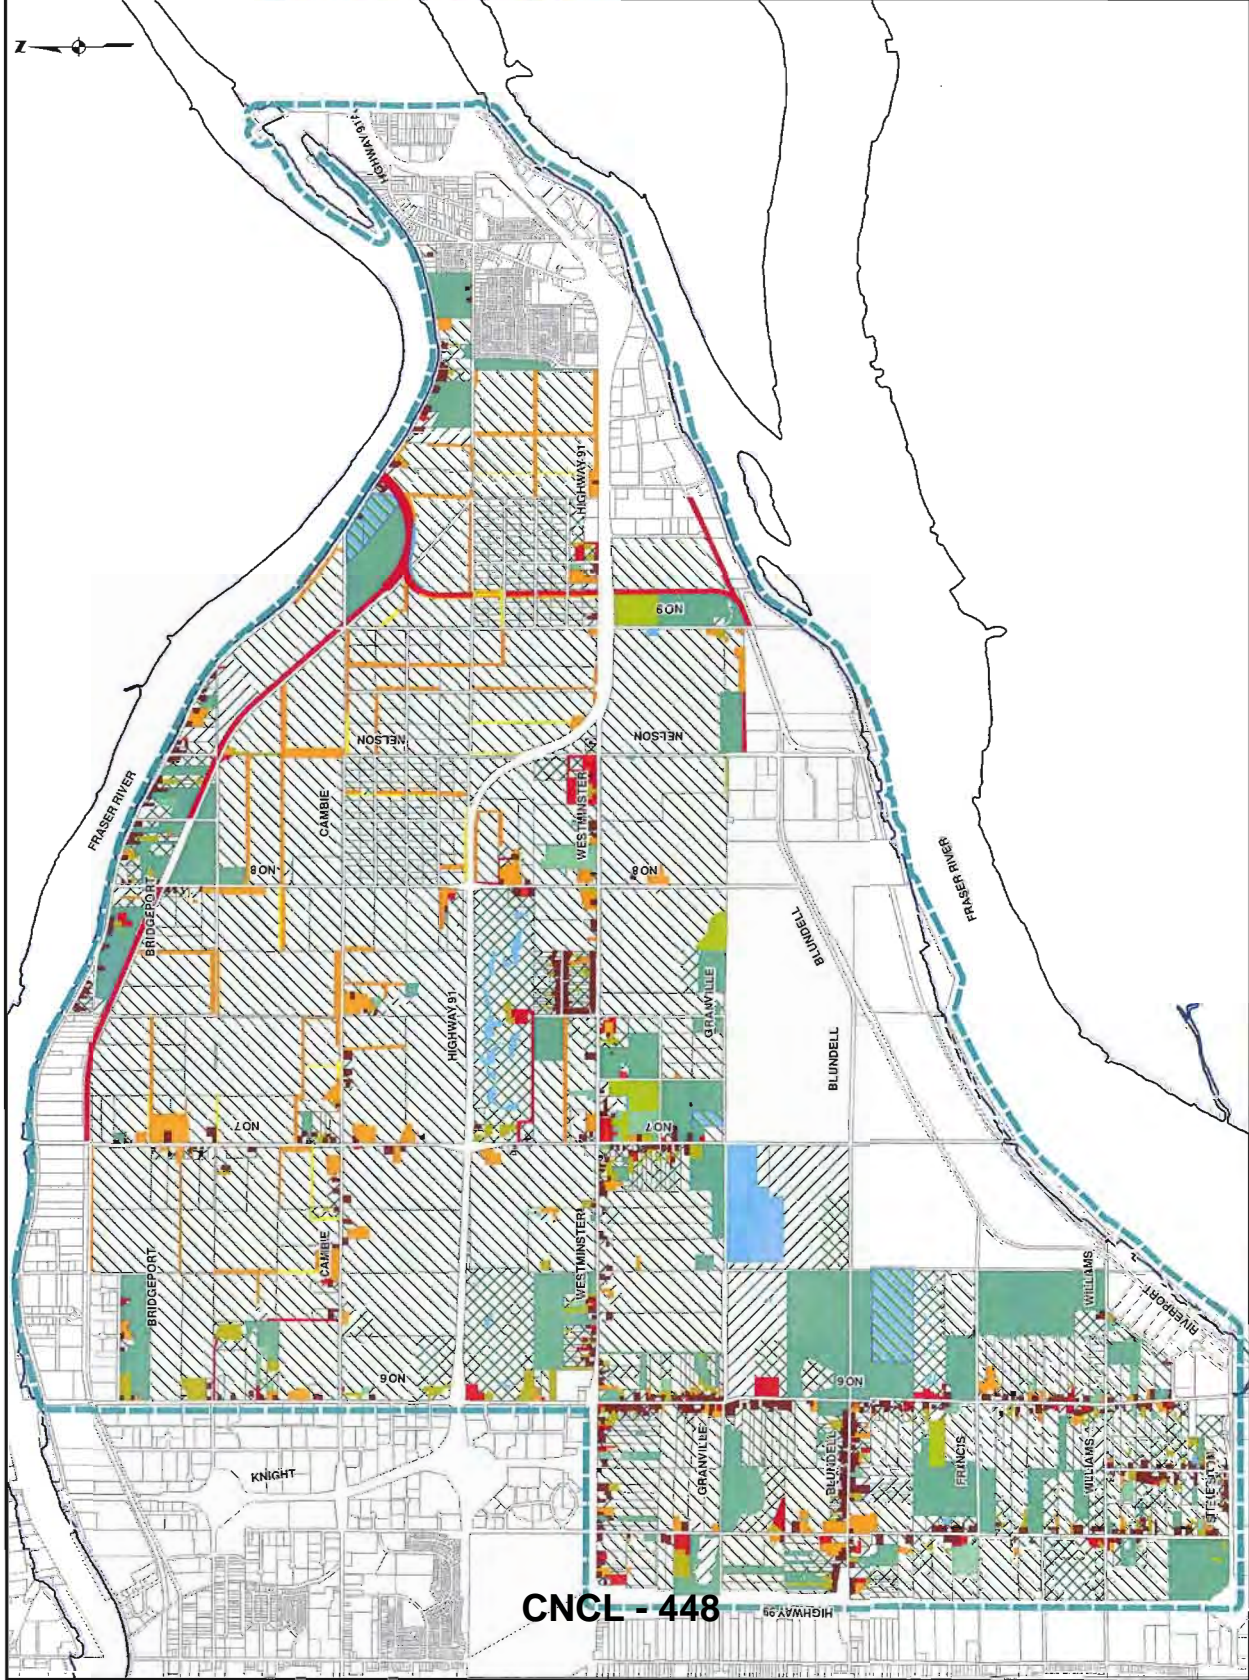 Z
HIGHWAY 91A
HIGHWAY 91
NO 9
NELSON
NELSON
FRASER RIVER
CAMBIE
WESTMINSTER
NO 8
NO 8
BRIDGEPORT
FRASER RIVER
BLUNDELL
HIGHWAY 91
GRANVILLE
BLUNDELL
NO 7
NO 7
BRIDGEPORT
CAMBIE
WESTMINSTER
WILLIAMS
RIVERPORT
NO 6
NO 6
KNIGHT
GRANVILLE
BLUNDELL
FRANCIS
WILLIAMS
STEVESTON
CNCL - 448
HIGHWAY 99